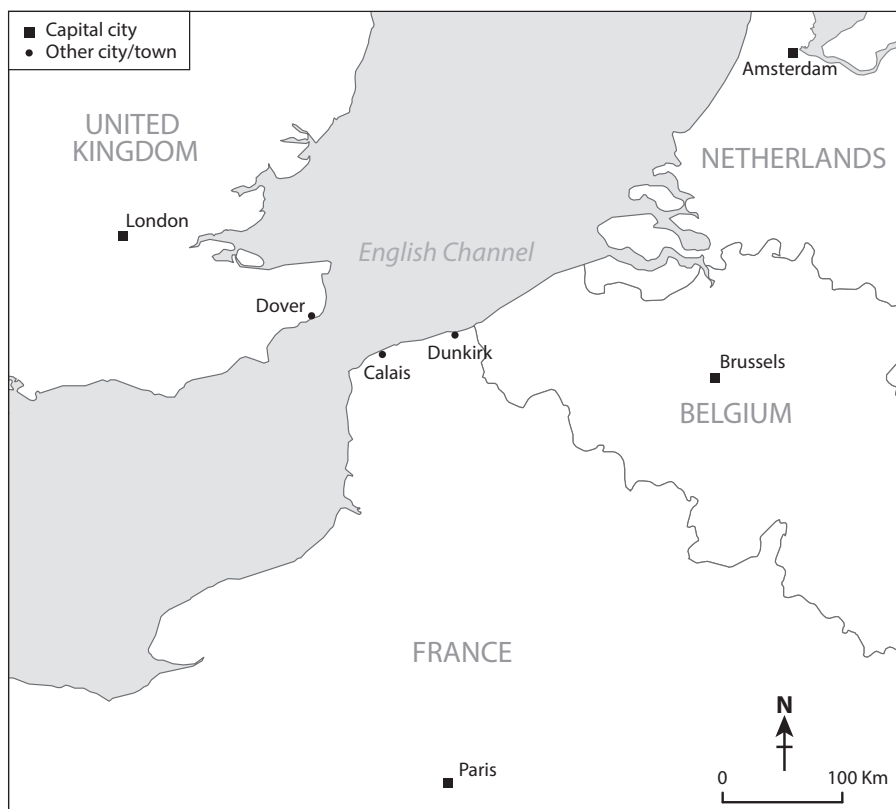 Capital city
Other city/town
Amsterdam
UNITED
KINGDOM
NETHERLANDS
London
English Channel
Dover
Dunkirk
Calais
Brussels
BELGIUM
FRANCE
N
Paris
0 100 Km